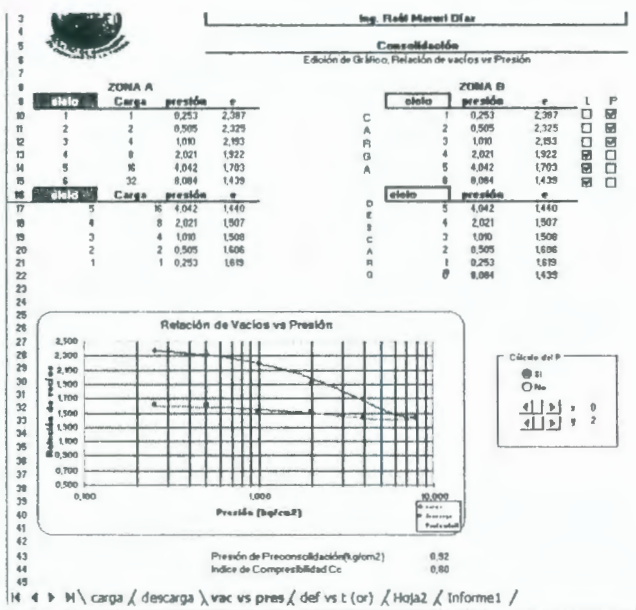 Ing. Raúl Maruri Díaz
Consolidación
Edición de Gráfico, Relación de vacíos vs Presión
ZONA A
ciclo Carga presión e
1 1 0,253 2,387
2 2 0,505 2,325
3 4 1,010 2,193
4 8 2,021 1,922
5 16 4,042 1,703
6 32 8,084 1,439
ciclo Carga presión e
5 16 4,042 1,440
4 8 2,021 1,507
3 4 1,010 1,508
2 2 0,505 1,606
1 1 0,253 1,619
ZONA B
ciclo presión e L P
CARGA
1 0,253 2,387
2 0,505 2,325
3 1,010 2,193
4 2,021 1,922
5 4,042 1,703
6 8,084 1,439
ciclo presión e
DESCARG
5 4,042 1,440
4 2,021 1,507
3 1,010 1,508
2 0,505 1,606
1 0,253 1,619
8,084 1,439
Relación de Vacios vs Presión
Relación de vacíos
2,500
2,300
1,900
1,700
1,500
1,300
1,100
0,900
0,700
0,500
0,100 1,000 10,000
Presión (kg/cm2)
Cálculo del P
Si
No
x 0
y 2
Presión de Preconsolidación(kg/cm2) 0,92
Indice de Compresibilidad Cc 0,80
carga / descarga \ vac vs pres / def vs t (or) / Hoja2 / Informe1 /